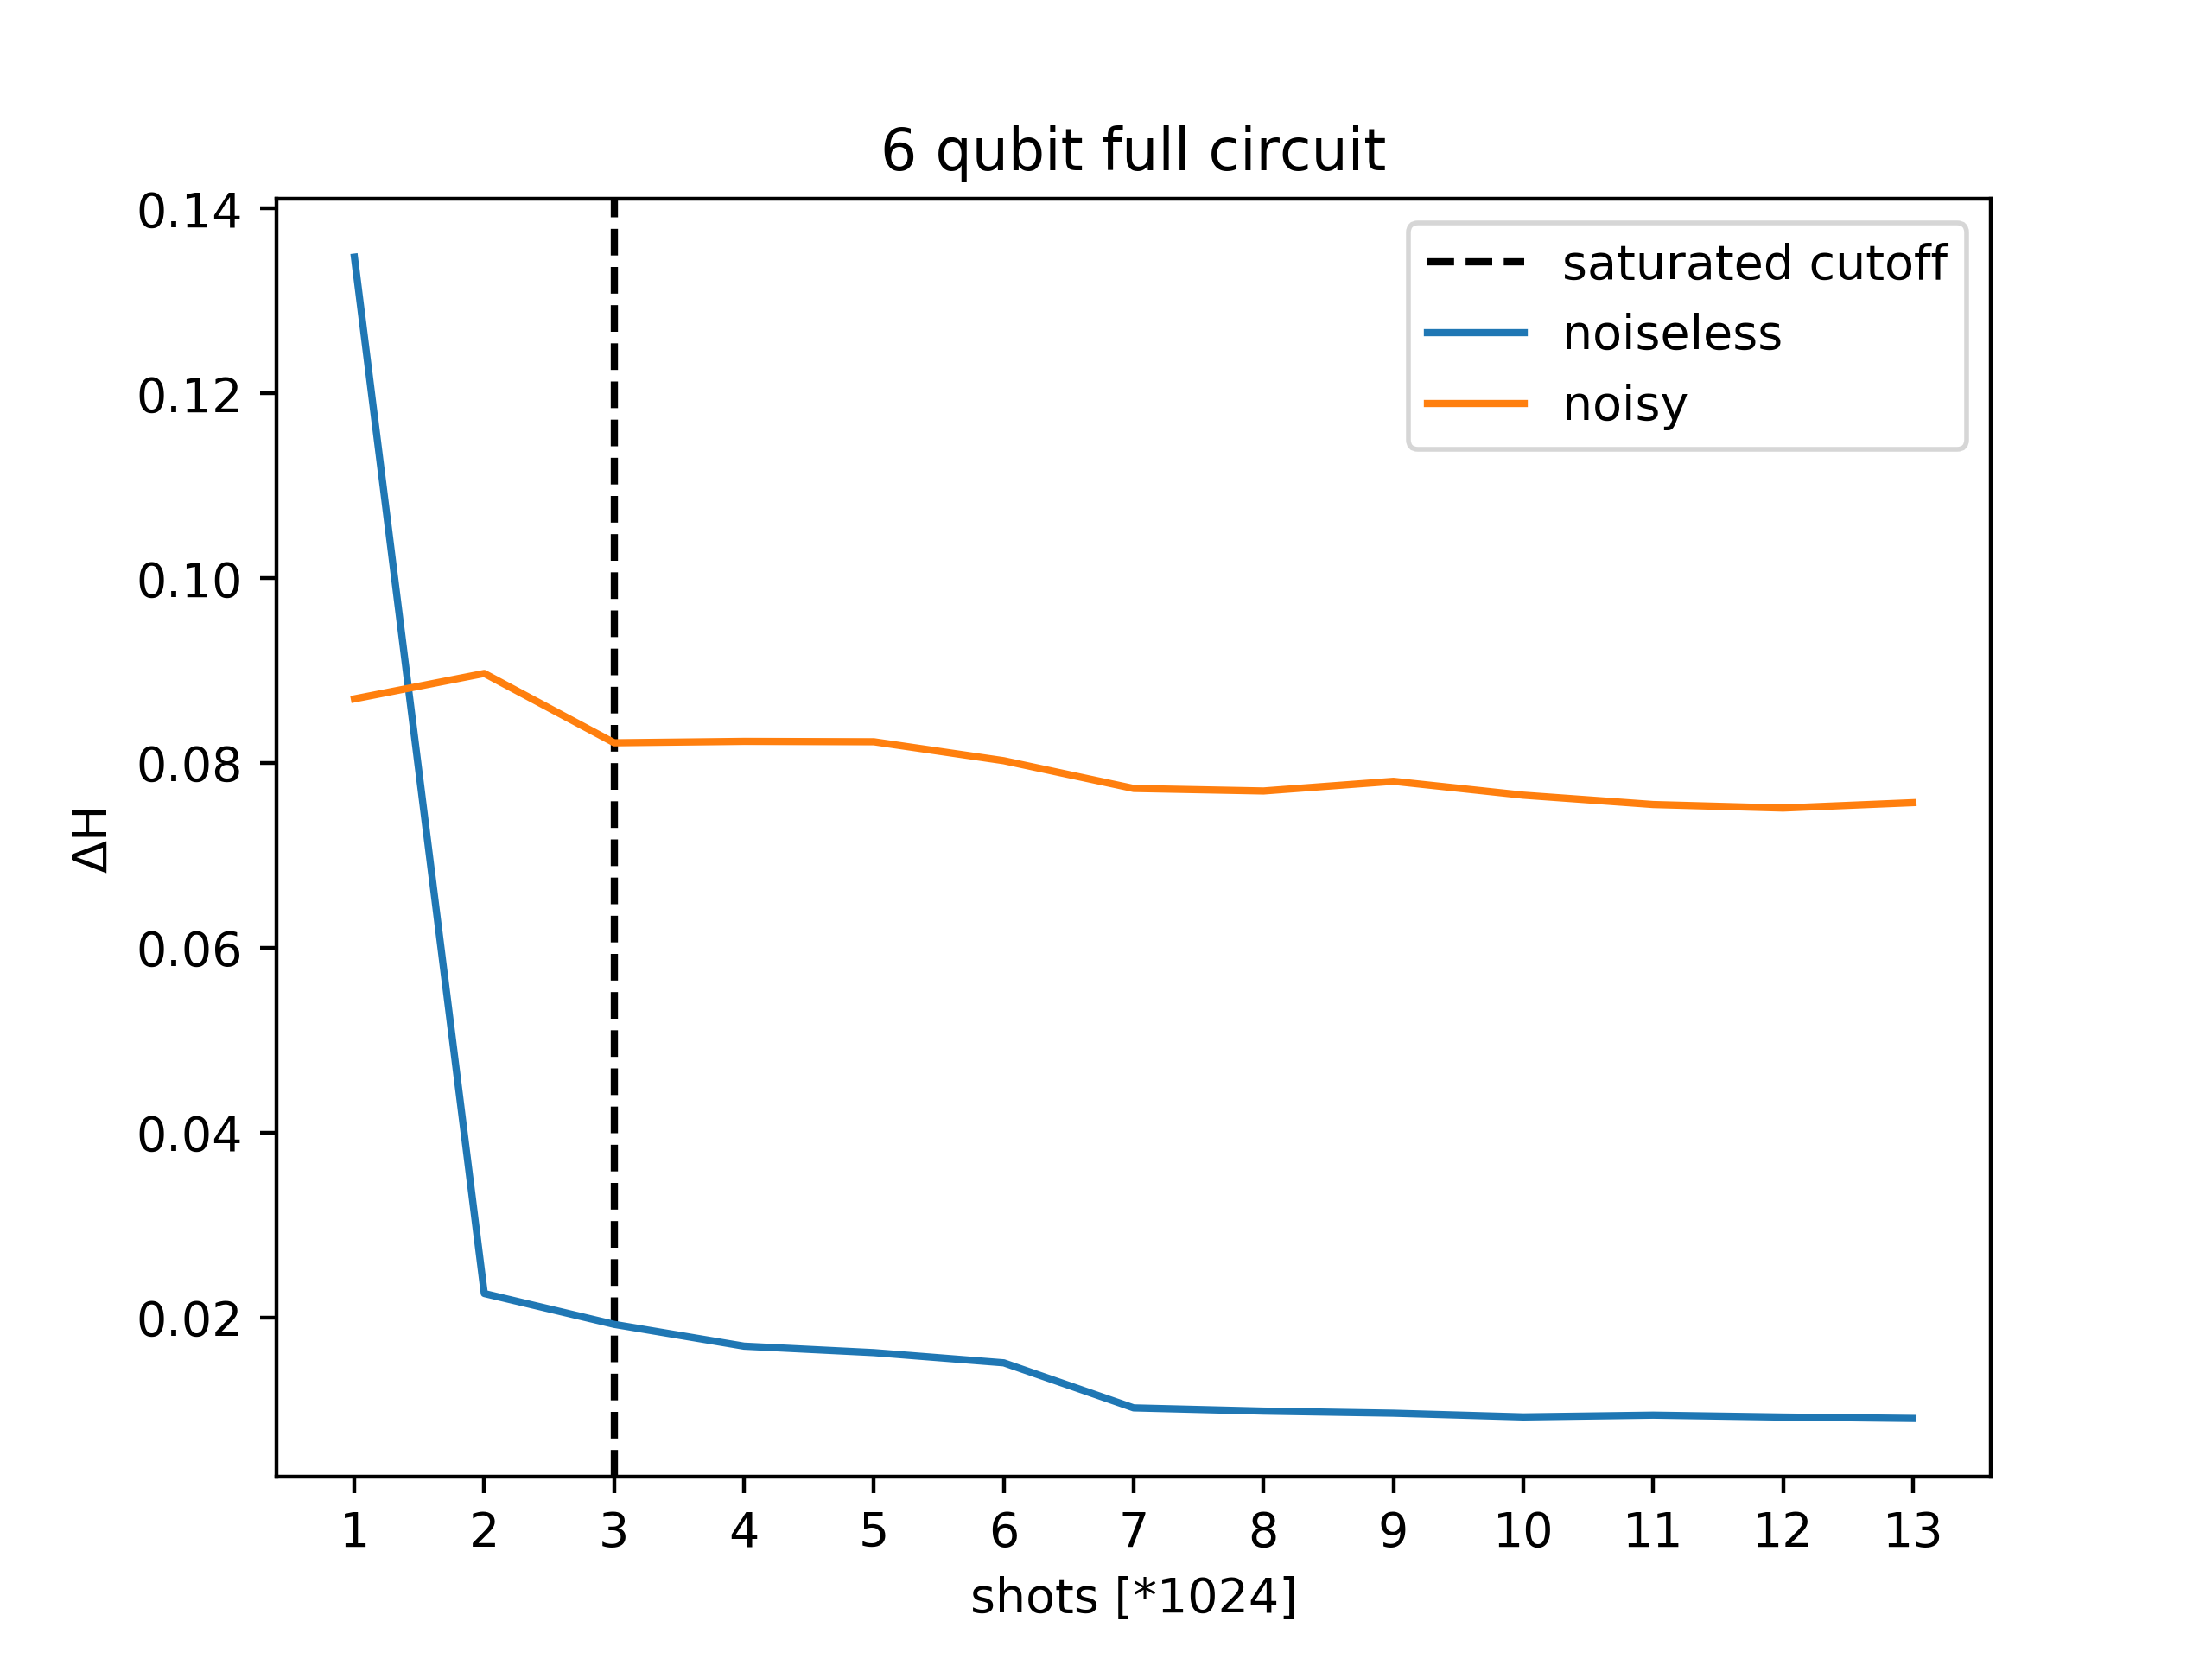 6 qubit full circuit
0.14
0.12
0.10
0.08
0.06
0.04
0.02
ΔH
saturated cutoff
noiseless
noisy
1 2 3 4 5 6 7 8 9 10 11 12 13
shots [*1024]